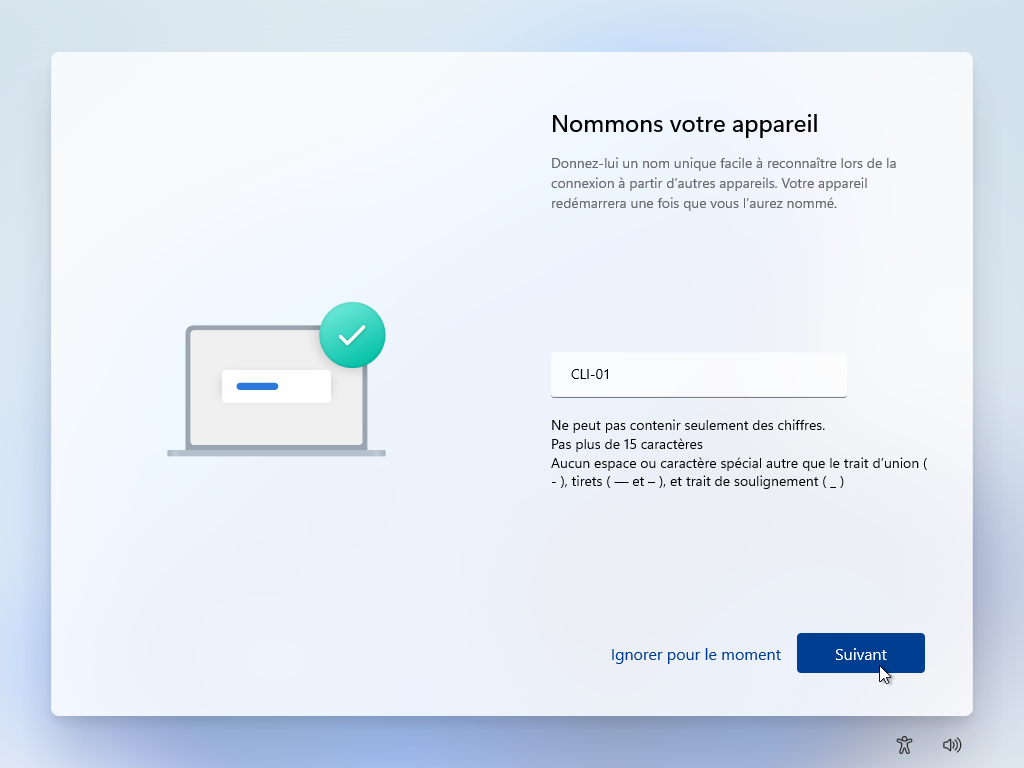 Nommons votre appareil
Donnez-lui un nom unique facile à reconnaître lors de la
connexion à partir d’autres appareils. Votre appareil
redémarrera une fois que vous l’aurez nommé.
CLI-01
Ne peut pas contenir seulement des chiffres.
Pas plus de 15 caractères
Aucun espace ou caractère spécial autre que le trait d’union (
- ), tirets ( — et – ), et trait de soulignement ( _ )
Ignorer pour le moment
Suivant